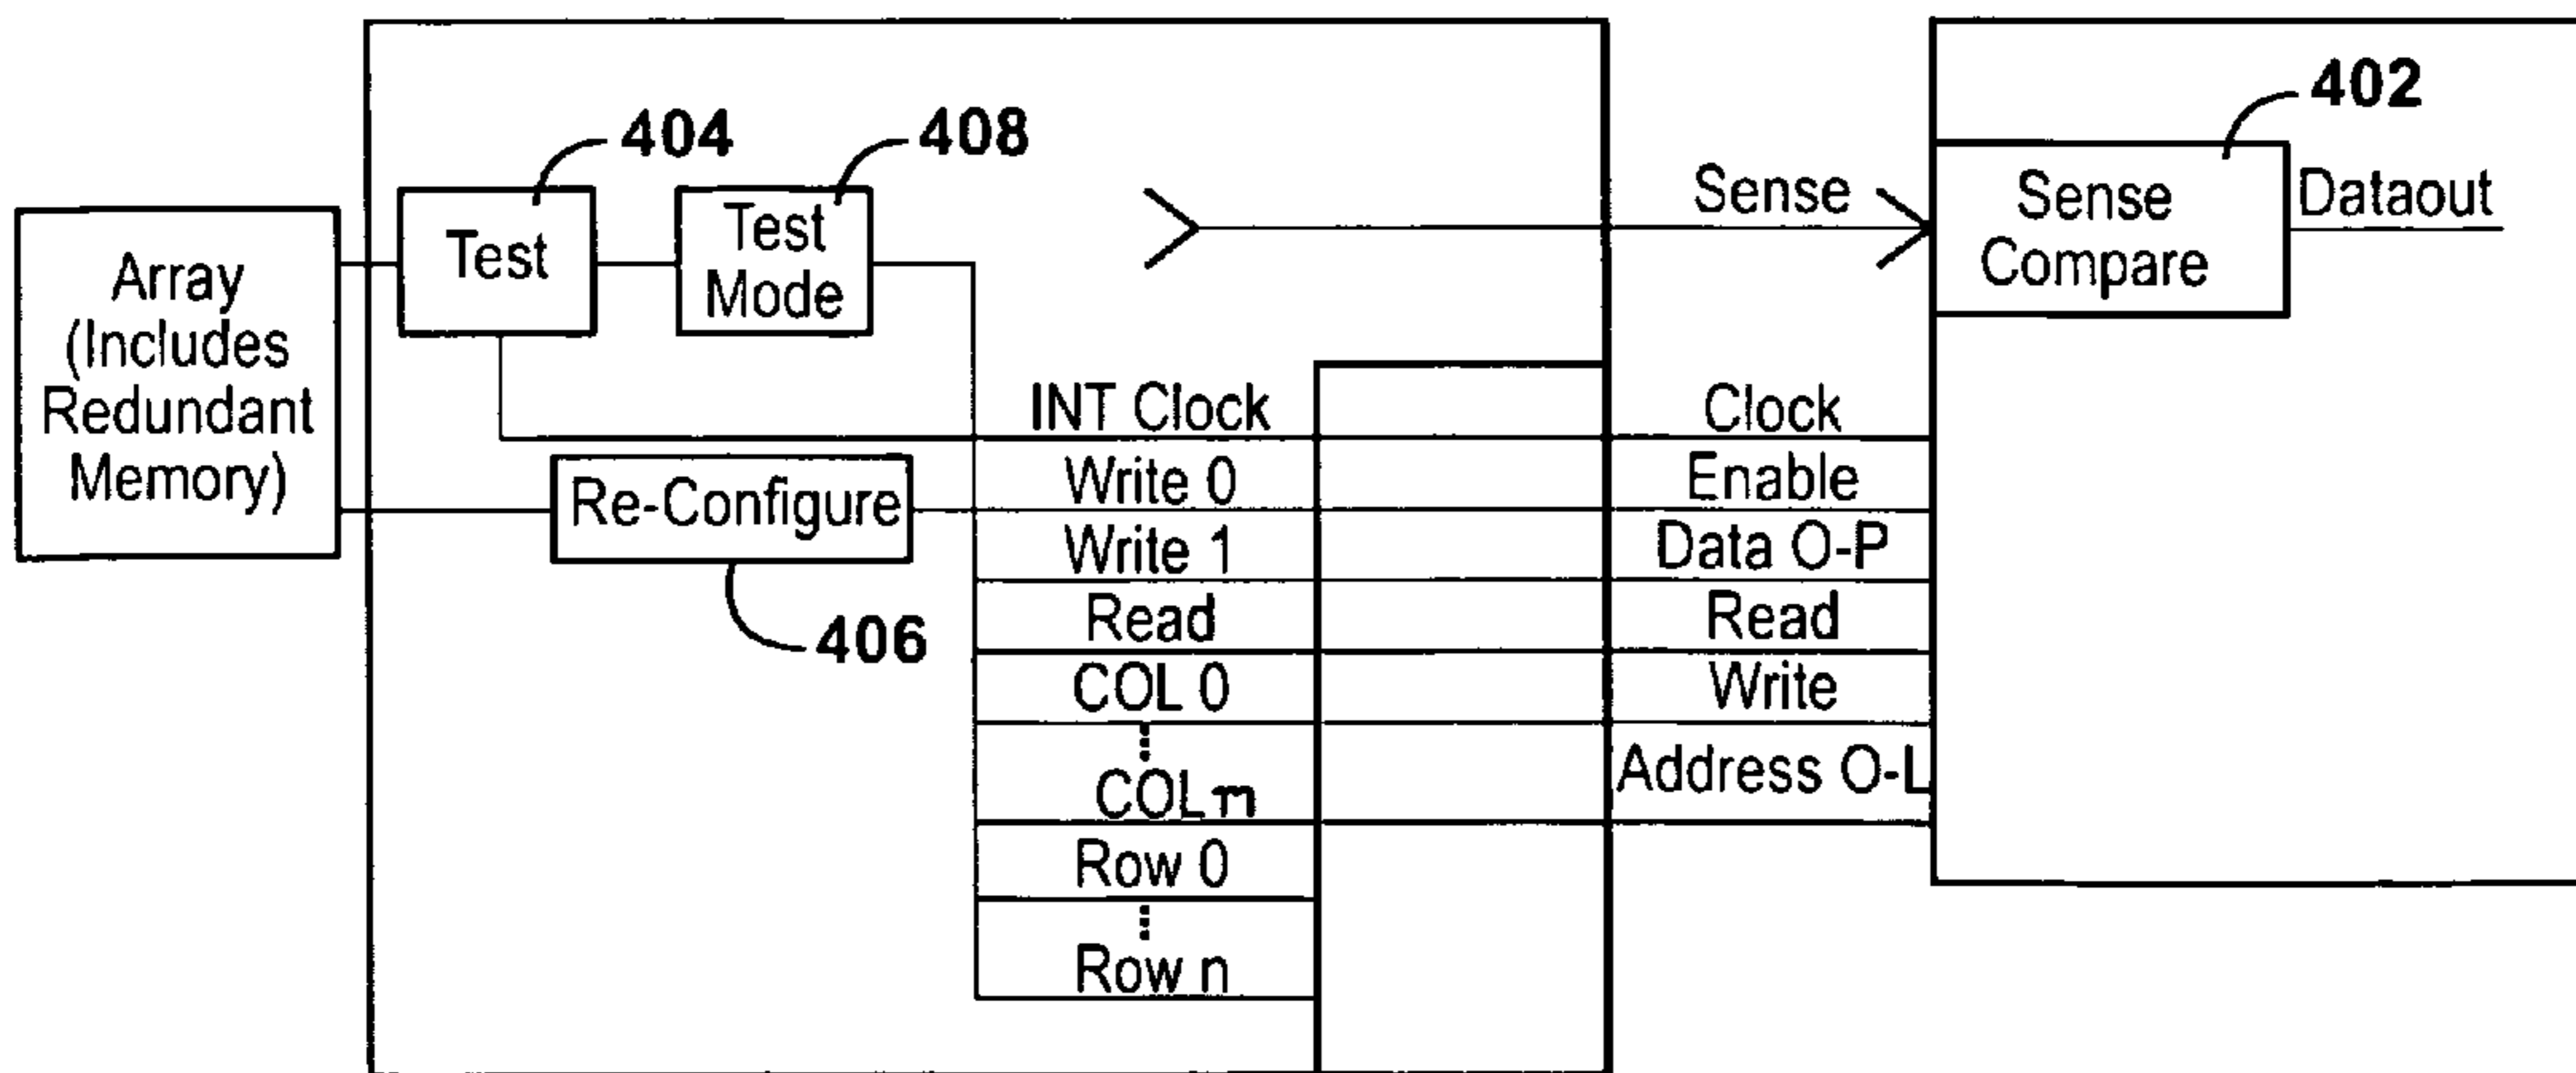 404
408
402
Array
(Includes
Redundant
Memory)
Test
Test
Mode
Sense
Sense
Compare
Dataout
INT Clock
Clock
Write 0
Enable
Re-Configure
Write 1
Data O-P
406
Read
Read
COL 0
Write
COL m
Address O-L
Row 0
Row n